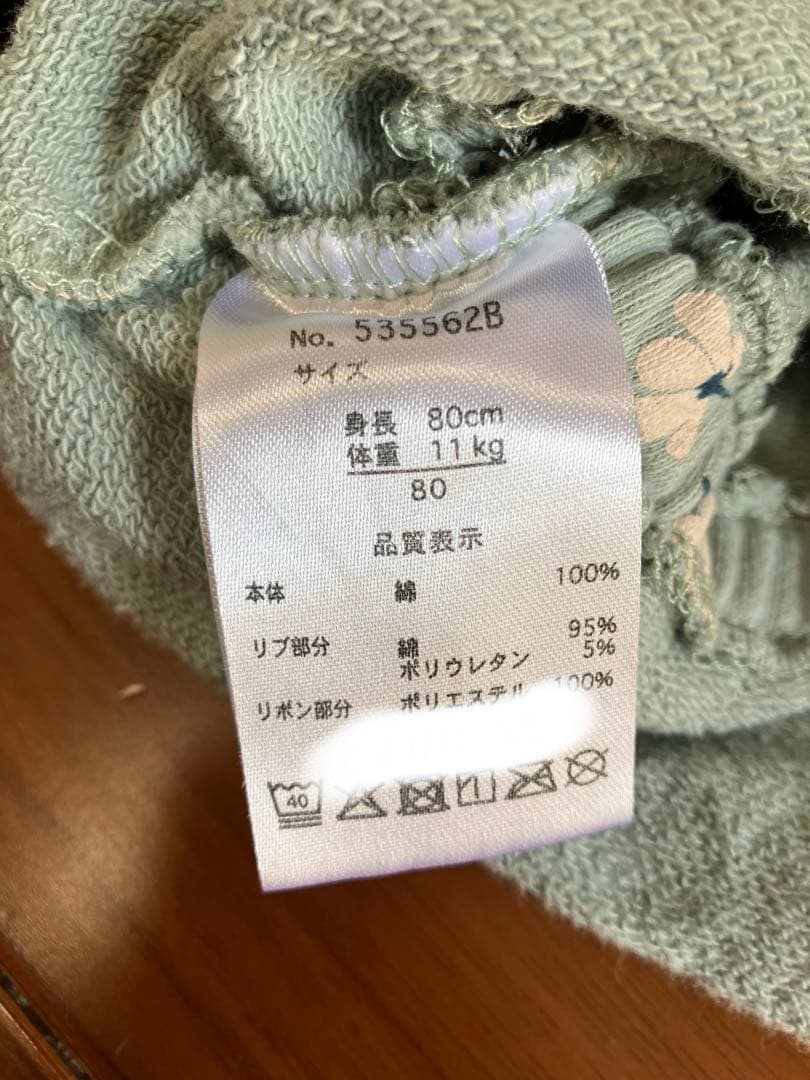 No. 535562B
サイズ
身長 80cm
体重 11kg
80
品質表示
本体 綿 100%
リブ部分 綿 95%
ポリウレタン 5%
リボン部分 ポリエステル 100%
40